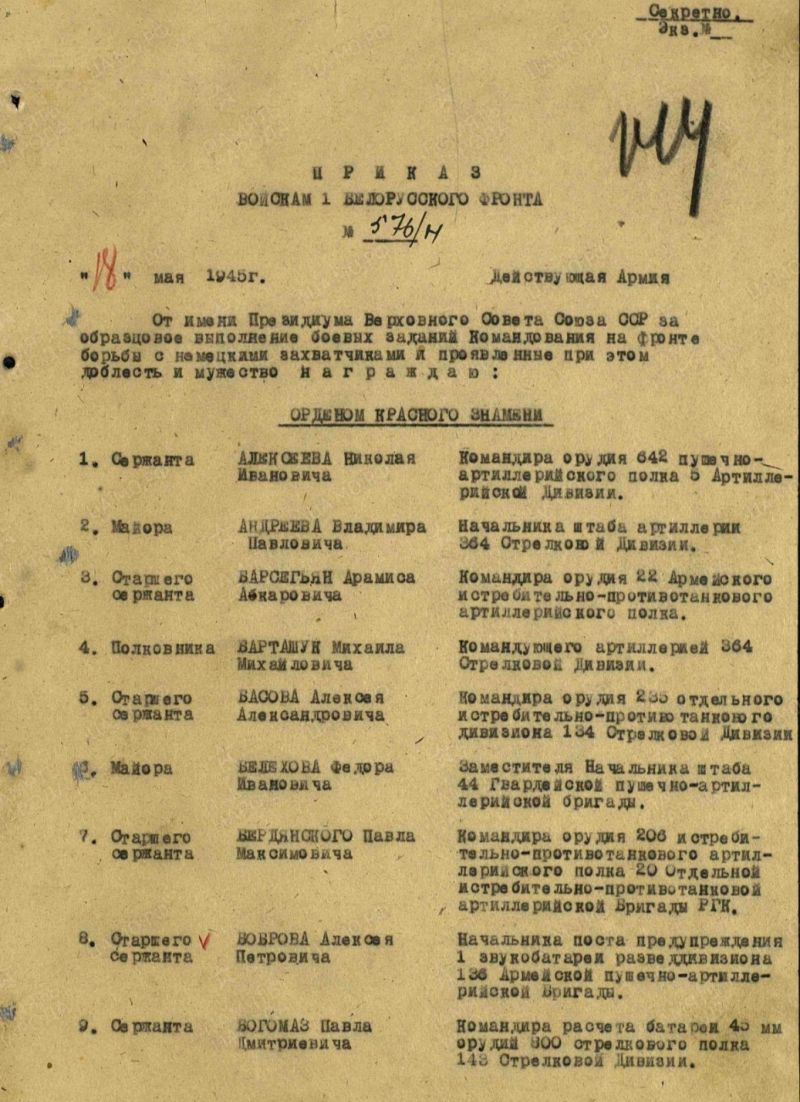 Секретно.
Экз.№
ПРИКАЗ
ВОЙСКАМ 1 БЕЛОРУССКОГО ФРОНТА
№ 576/н
"18" мая 1945г. Действующая Армия
От имени Президиума Верховного Совета Союза ССР за
образцовое выполнение боевых заданий Командования на фронте
борьбы с немецкими захватчиками и проявленные при этом
доблесть и мужество награждаю:
ОРДЕНОМ КРАСНОГО ЗНАМЕНИ
1. Сержанта АЛЕКСЕЕВА Николая Командира орудия 642 пушечно-
Ивановича артиллерийского полка 5 Артилле-
рийской Дивизии.
2. Майора АНДРЕЕВА Владимира Начальника штаба артиллерии
Павловича 364 Стрелковой Дивизии.
3. Старшего БАРСЕГЬЯН Арамиса Командира орудия 22 Армейского
сержанта Аскаровича истребительно-противотанкового
артиллерийского полка.
4. Полковника БАРТАШУК Михаила Командующего артиллерией 364
Михайловича Стрелковой Дивизии.
5. Старшего БАСОВА Алексея Командира орудия отдельного
сержанта Александровича истребительно-противотанкового
дивизиона 134 Стрелковой Дивизии
6. Майора БЕЛЕХОВА Федора Заместителя Начальника штаба
Ивановича 44 Гвардейской пушечно-артил-
лерийской бригады.
7. Старшего БЕРДЯНСКОГО Павла Командира орудия 206 истреби-
сержанта Максимовича тельно-противотанкового артил-
лерийского полка 20 Отдельной
истребительно-противотанковой
артиллерийской Бригады РГК.
8. Старшего БОБРОВА Алексея Начальника поста предупреждения
сержанта Петровича 1 звукобатареи разведдивизиона
136 Армейской пушечно-артилле-
рийской Бригады.
9. Сержанта БОГОМАЗ Павла Командира расчета батареи 45 мм
Дмитриевича орудий 800 стрелкового полка
143 Стрелковой Дивизии.